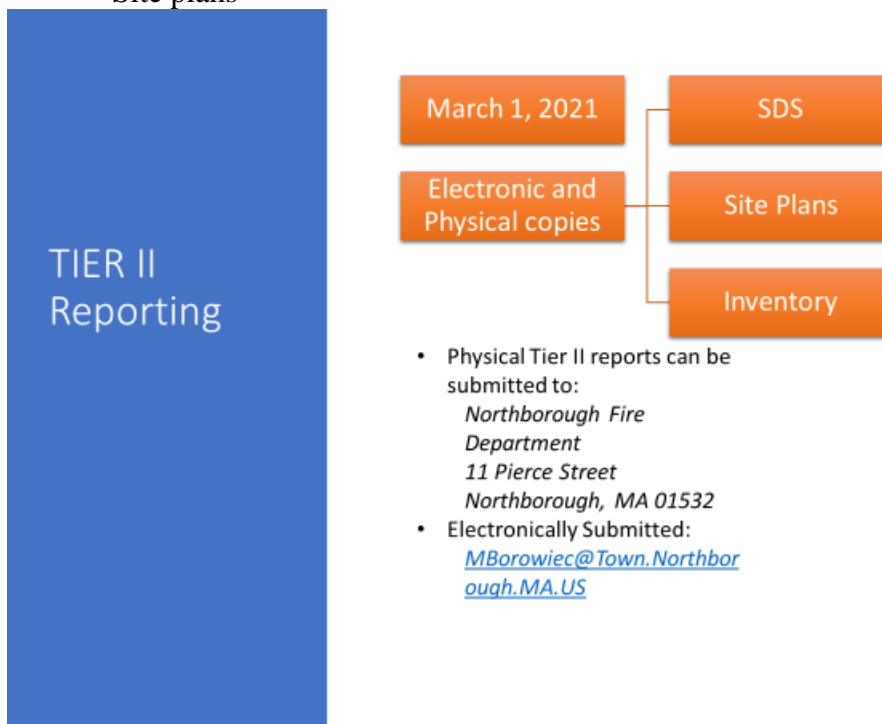 Site plans
TIER II
Reporting
March 1, 2021
SDS
Electronic and
Physical copies
Site Plans
Inventory
• Physical Tier II reports can be
submitted to:
Northborough Fire
Department
11 Pierce Street
Northborough, MA 01532
• Electronically Submitted:
MBorowiec@Town.Northbor
ough.MA.US